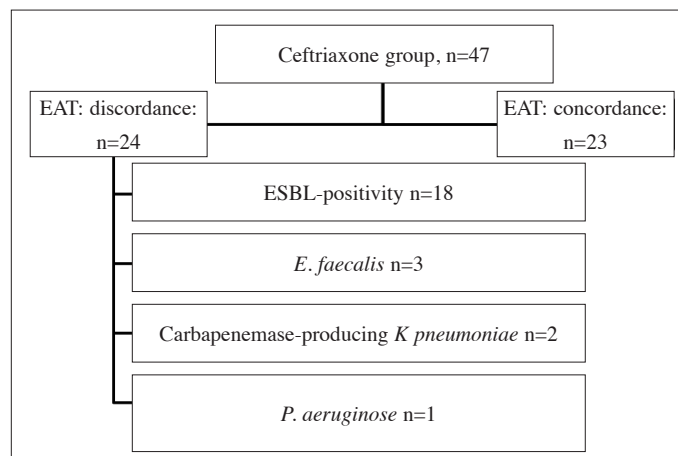 Ceftriaxone group, n=47
EAT: discordance:
n=24
EAT: concordance:
n=23
ESBL-positivity n=18
E. faecalis n=3
Carbapenemase-producing K pneumoniae n=2
P. aeruginose n=1